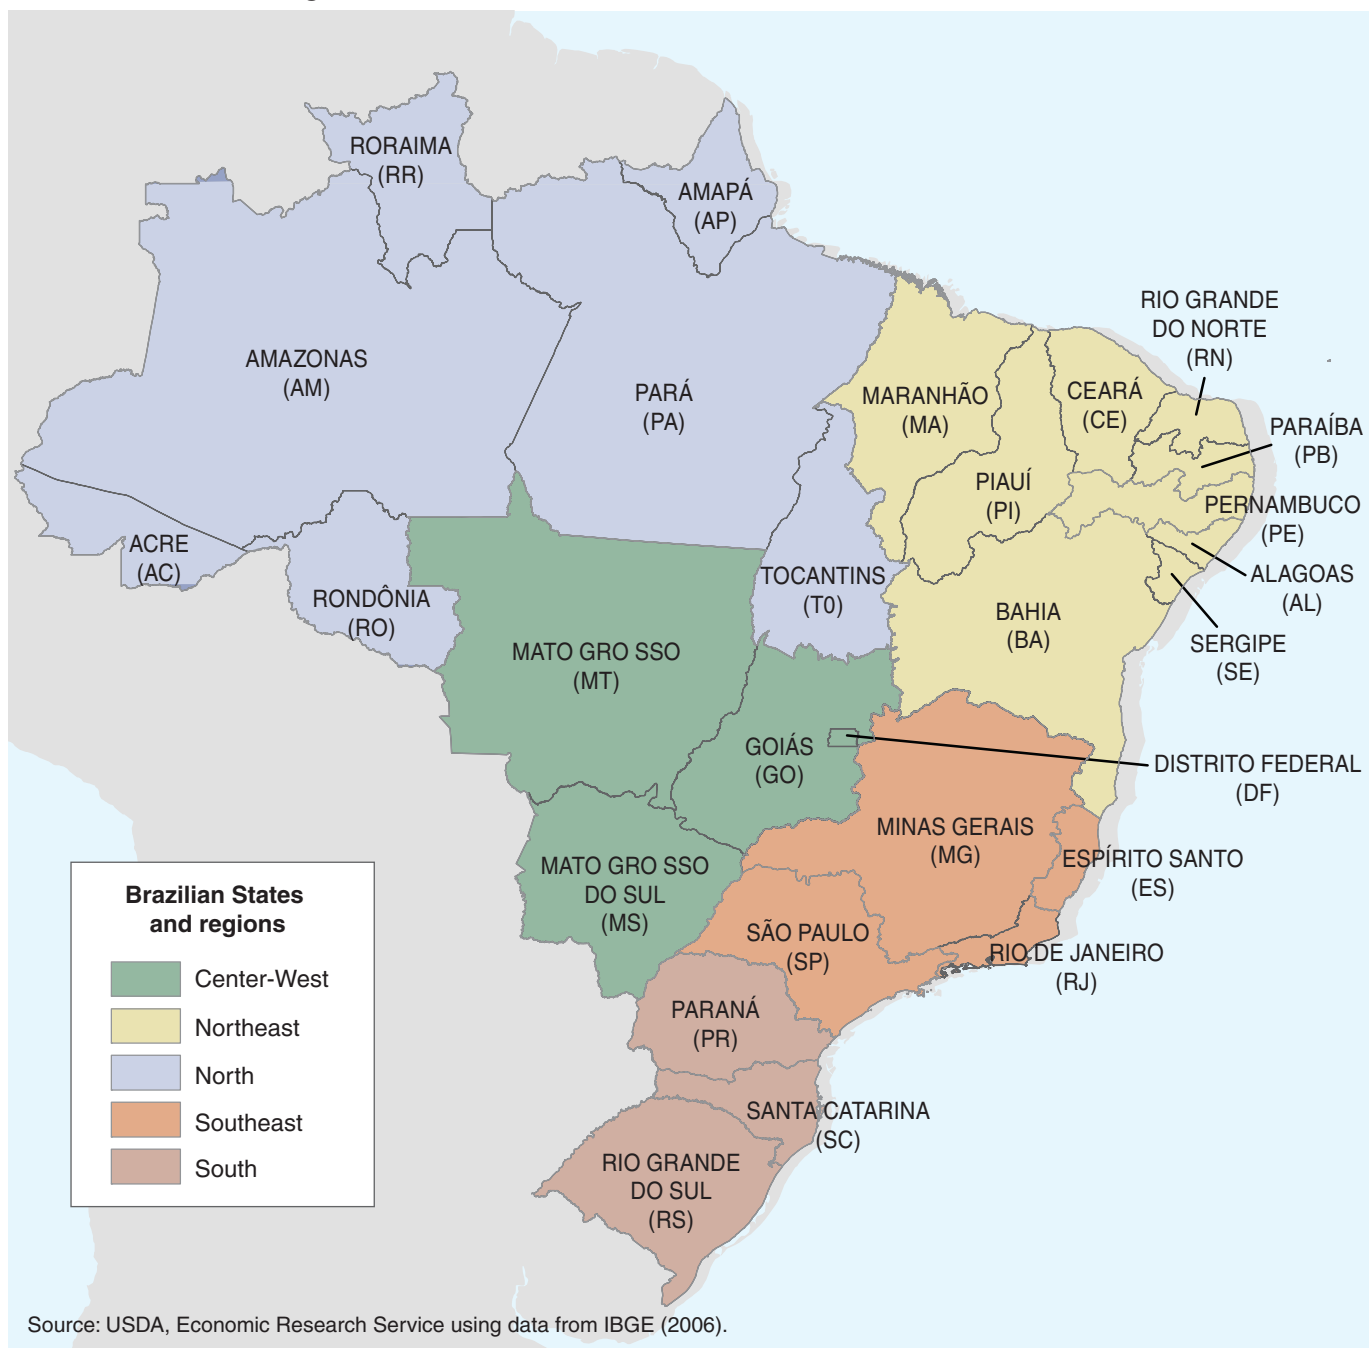 RORAIMA
(RR)
AMAPÁ
(AP)
AMAZONAS
(AM)
PARÁ
(PA)
MARANHÃO
(MA)
CEARÁ
(CE)
RIO GRANDE
DO NORTE
(RN)
PARAÍBA
(PB)
PIAUÍ
(PI)
PERNAMBUCO
(PE)
ACRE
(AC)
RONDÔNIA
(RO)
TOCANTINS
(T0)
BAHIA
(BA)
ALAGOAS
(AL)
SERGIPE
(SE)
MATO GRO SSO
(MT)
GOIÁS
(GO)
DISTRITO FEDERAL
(DF)
MINAS GERAIS
(MG)
ESPÍRITO SANTO
(ES)
MATO GRO SSO
DO SUL
(MS)
SÃO PAULO
(SP)
RIO DE JANEIRO
(RJ)
PARANÁ
(PR)
SANTA CATARINA
(SC)
RIO GRANDE
DO SUL
(RS)
Brazilian States
and regions
Center-West
Northeast
North
Southeast
South
Source: USDA, Economic Research Service using data from IBGE (2006).